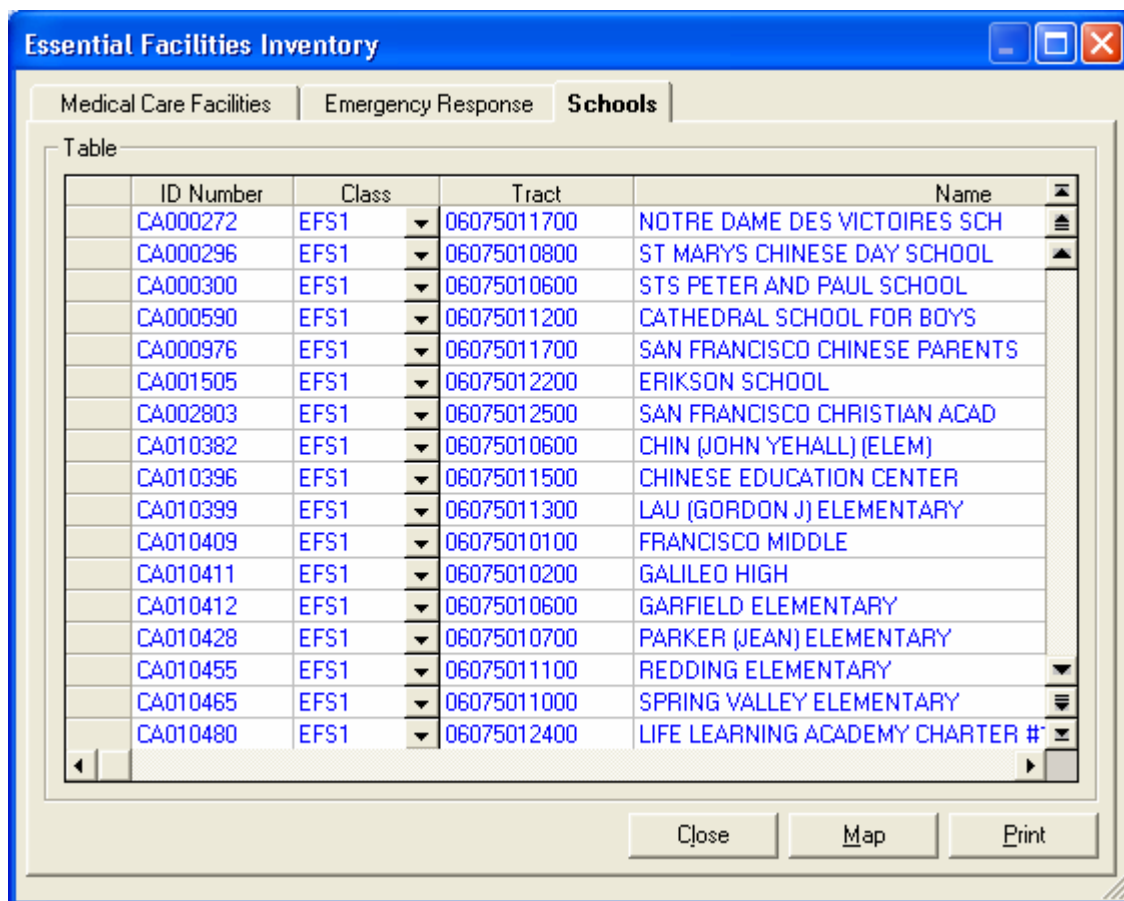 Essential Facilities Inventory
Medical Care Facilities Emergency Response Schools
Table
ID Number Class Tract Name
CA000272 EFS1 06075011700 NOTRE DAME DES VICTOIRES SCH
CA000296 EFS1 06075010800 ST MARYS CHINESE DAY SCHOOL
CA000300 EFS1 06075010600 STS PETER AND PAUL SCHOOL
CA000590 EFS1 06075011200 CATHEDRAL SCHOOL FOR BOYS
CA000976 EFS1 06075011700 SAN FRANCISCO CHINESE PARENTS
CA001505 EFS1 06075012200 ERIKSON SCHOOL
CA002803 EFS1 06075012500 SAN FRANCISCO CHRISTIAN ACAD
CA010382 EFS1 06075010600 CHIN (JOHN YEHALL) (ELEM)
CA010396 EFS1 06075011500 CHINESE EDUCATION CENTER
CA010399 EFS1 06075011300 LAU (GORDON J) ELEMENTARY
CA010409 EFS1 06075010100 FRANCISCO MIDDLE
CA010411 EFS1 06075010200 GALILEO HIGH
CA010412 EFS1 06075010600 GARFIELD ELEMENTARY
CA010428 EFS1 06075010700 PARKER (JEAN) ELEMENTARY
CA010455 EFS1 06075011100 REDDING ELEMENTARY
CA010465 EFS1 06075011000 SPRING VALLEY ELEMENTARY
CA010480 EFS1 06075012400 LIFE LEARNING ACADEMY CHARTER
Close Map Print